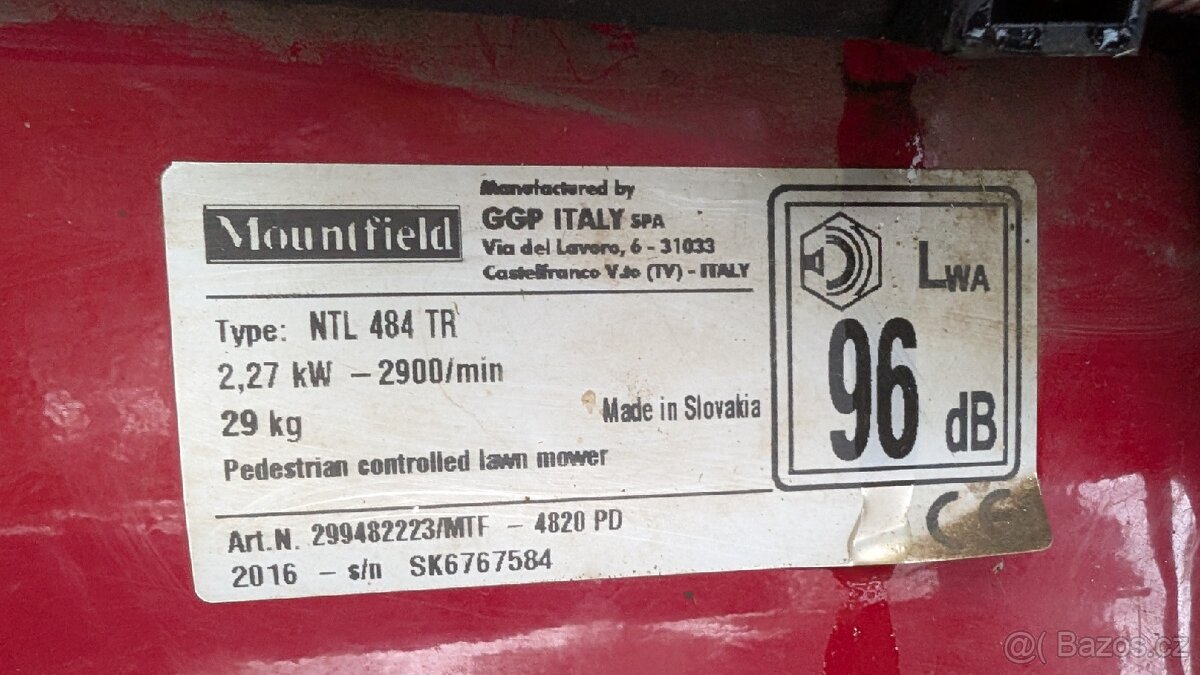 Mountfield
Manufactured by
GGP ITALY SPA
Via del Lavoro, 6 - 31033
Castelfranco V.to (TV) - ITALY
Type: NTL 484 TR
2,27 kW - 2900/min
29 kg
Made in Slovakia
Pedestrian controlled lawn mower
Art.N. 299482223/MTF - 4820 PD
2016 - s/n SK6767584
LWA
96 dB
CE
@( Bazos.cz